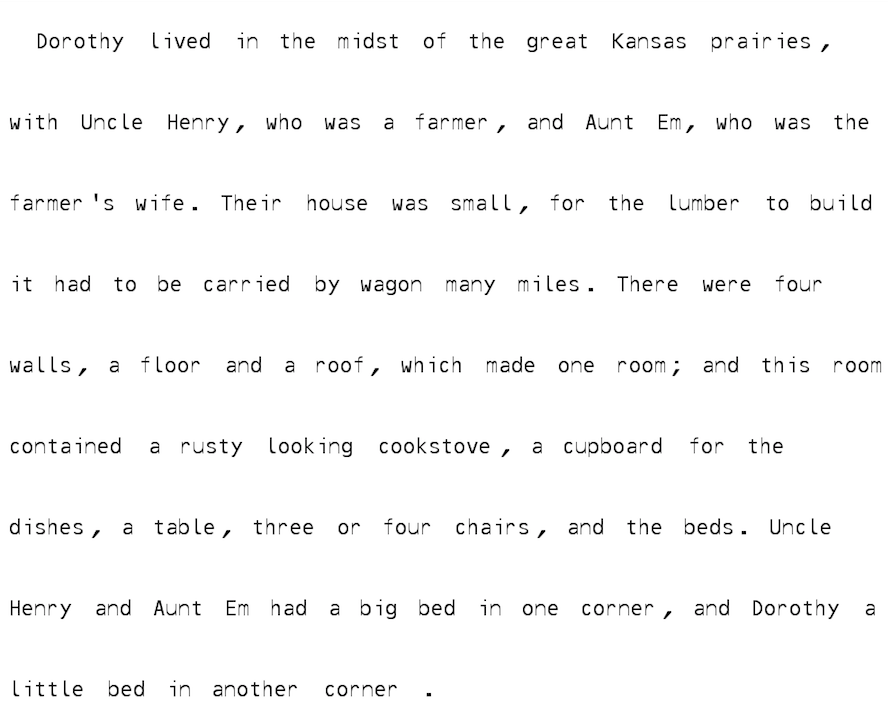 Dorothy lived in the midst of the great Kansas prairies,
with Uncle Henry, who was a farmer, and Aunt Em, who was the
farmer's wife. Their house was small, for the lumber to build
it had to be carried by wagon many miles. There were four
walls, a floor and a roof, which made one room; and this room
contained a rusty looking cookstove, a cupboard for the
dishes, a table, three or four chairs, and the beds. Uncle
Henry and Aunt Em had a big bed in one corner, and Dorothy a
little bed in another corner .